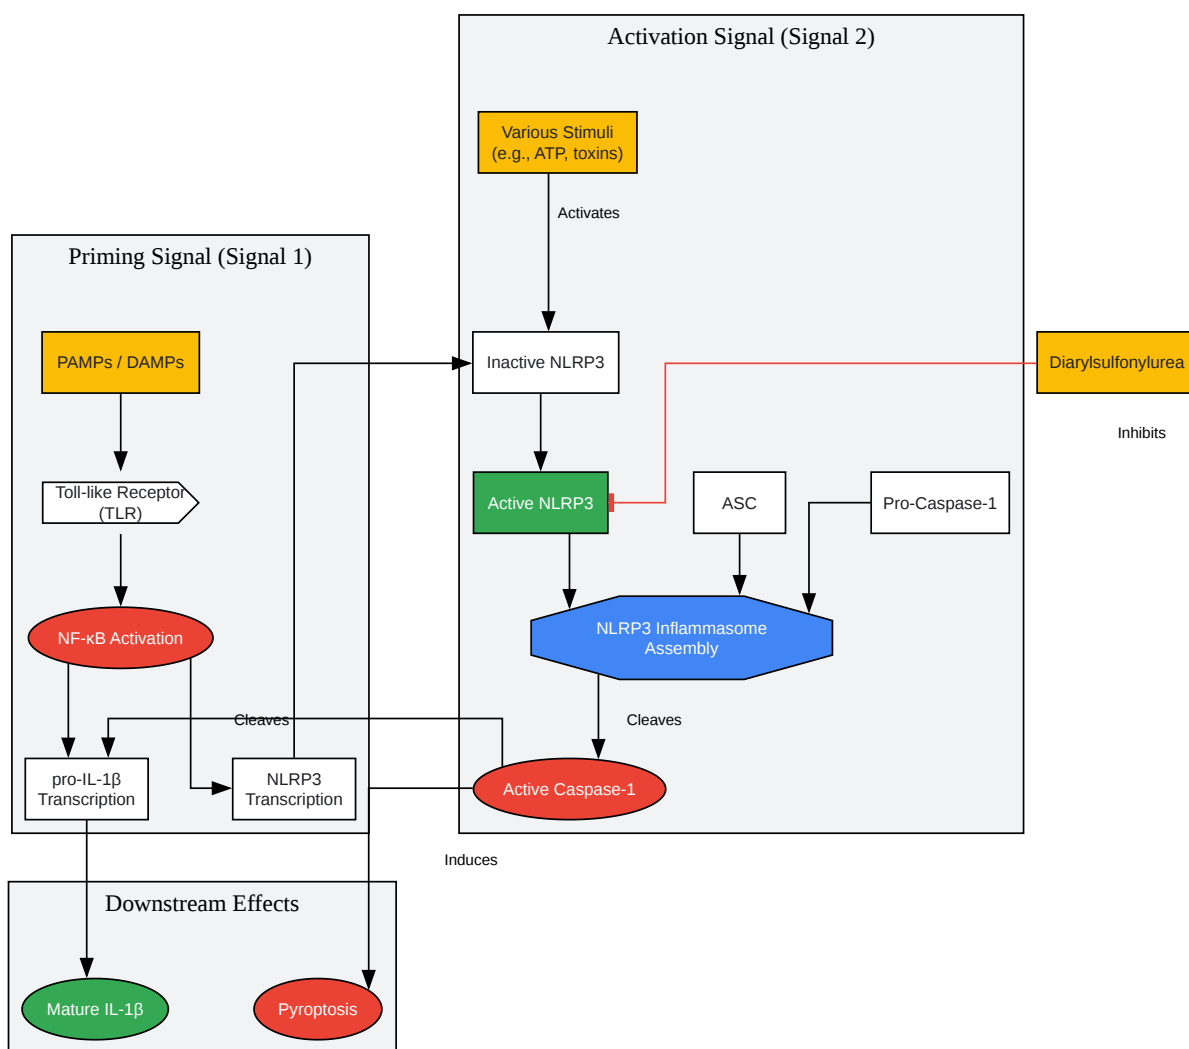 Activation Signal (Signal 2)
Various Stimuli
(e.g., ATP, toxins)
Activates
Priming Signal (Signal 1)
PAMPs / DAMPs
Inactive NLRP3
Diarylsulfonylurea
Inhibits
Toll-like Receptor
(TLR)
Active NLRP3
ASC
Pro-Caspase-1
NF-κB Activation
NLRP3 Inflammasome
Assembly
Cleaves
Cleaves
pro-IL-1β
Transcription
NLRP3
Transcription
Active Caspase-1
Induces
Downstream Effects
Mature IL-1β
Pyroptosis